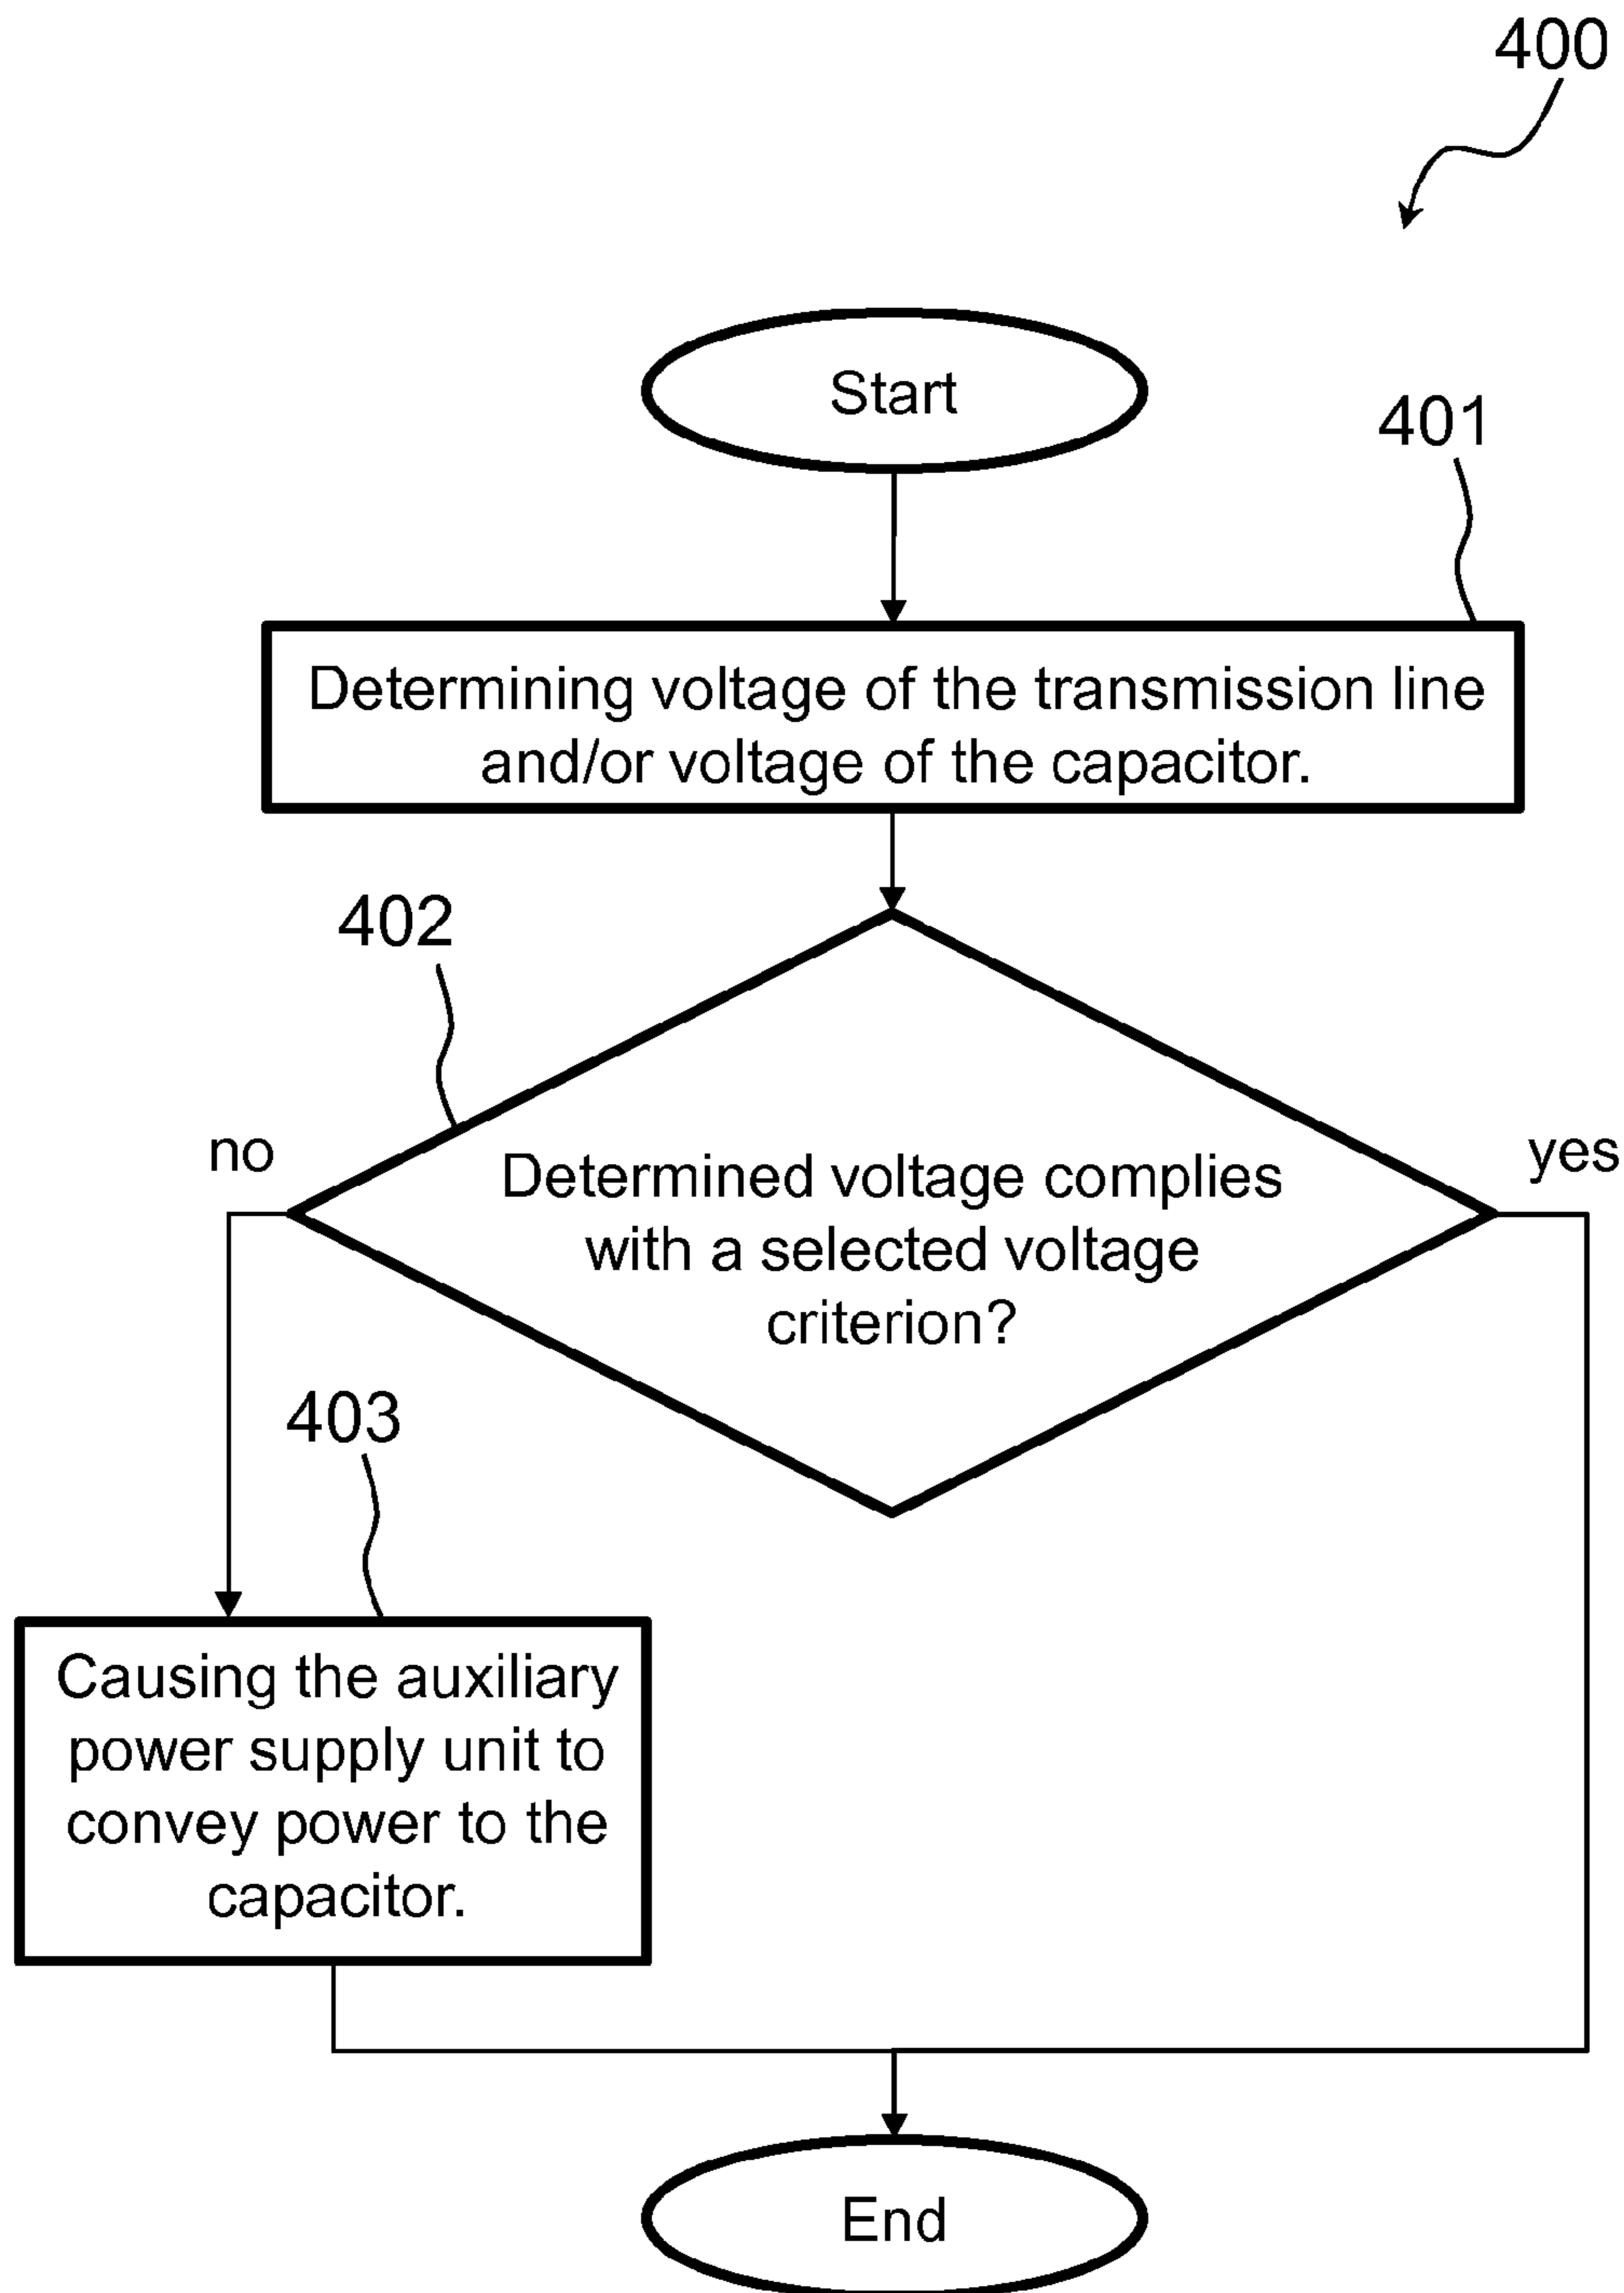 400
Start
401
Determining voltage of the transmission line
and/or voltage of the capacitor.
402
no
yes
Determined voltage complies
with a selected voltage
criterion?
403
Causing the auxiliary
power supply unit to
convey power to the
capacitor.
End